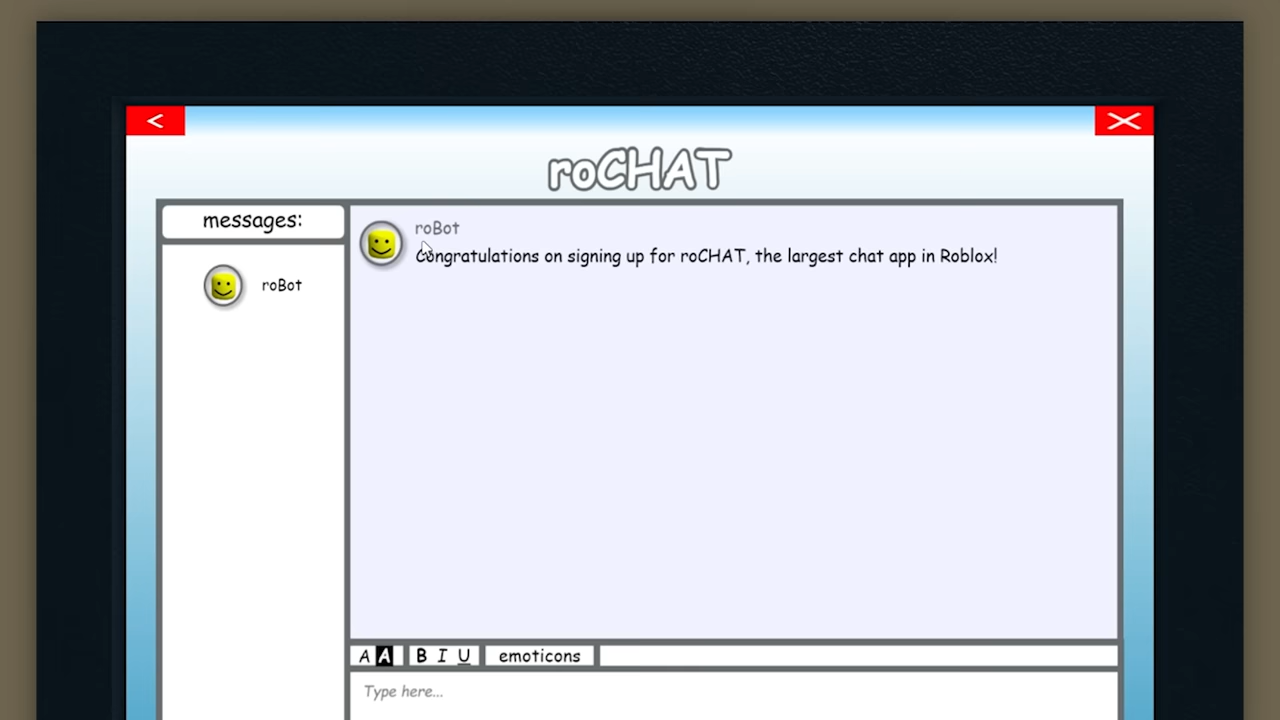 <
roCHAT
messages:
roBot
roBot
Congratulations on signing up for roCHAT, the largest chat app in Roblox!
A A B I U emoticons
Type here...